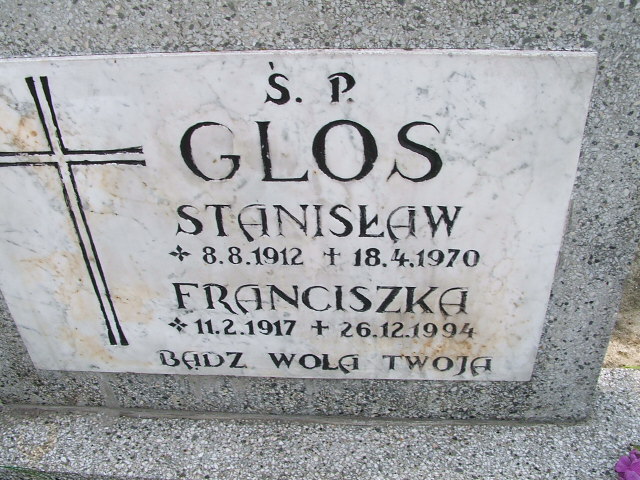 Ś. P.
GLOS
STANISŁAW
* 8.8.1912 + 18.4.1970
FRANCISZKA
* 11.2.1917 + 26.12.1994
BĄDZ WOLA TWOJA